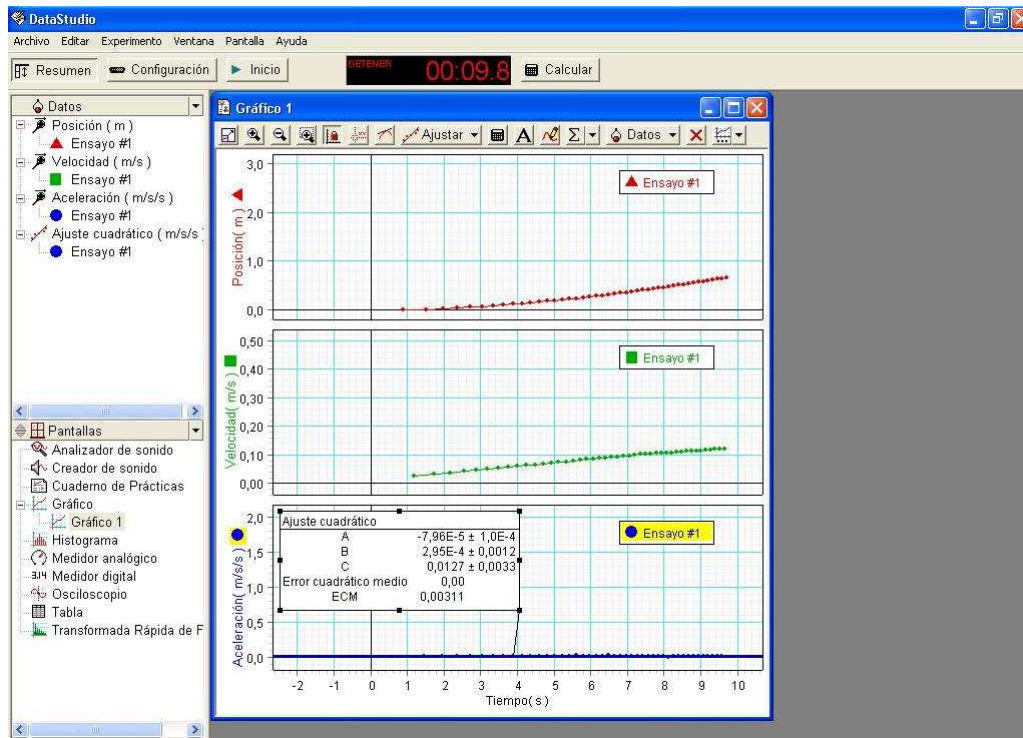 DataStudio
Archivo Editar Experimento Ventana Pantalla Ayuda
Resumen Configuración Inicio DETENER 00:09.8 Calcular
Datos
Posición ( m )
Ensayo #1
Velocidad ( m/s )
Ensayo #1
Aceleración ( m/s/s )
Ensayo #1
Ajuste cuadrático ( m/s/s
Ensayo #1
Pantallas
Analizador de sonido
Creador de sonido
Cuaderno de Prácticas
Gráfico
Gráfico 1
Histograma
Medidor analógico
3.14 Medidor digital
Osciloscopio
Tabla
Transformada Rápida de F
Gráfico 1
Ajustar A Σ Datos
Posición( m )
3,0
2,0
1,0
0,0
Ensayo #1
Velocidad( m/s )
0,50
0,40
0,30
0,20
0,10
0,00
Ensayo #1
Aceleración( m/s/s )
2,0
1,5
1,0
0,5
0,0
Ajuste cuadrático
A -7,96E-5 ± 1,0E-4
B 2,95E-4 ± 0,0012
C 0,0127 ± 0,0033
Error cuadrático medio 0,00
ECM 0,00311
Ensayo #1
-2 -1 0 1 2 3 4 5 6 7 8 9 10
Tiempo( s )